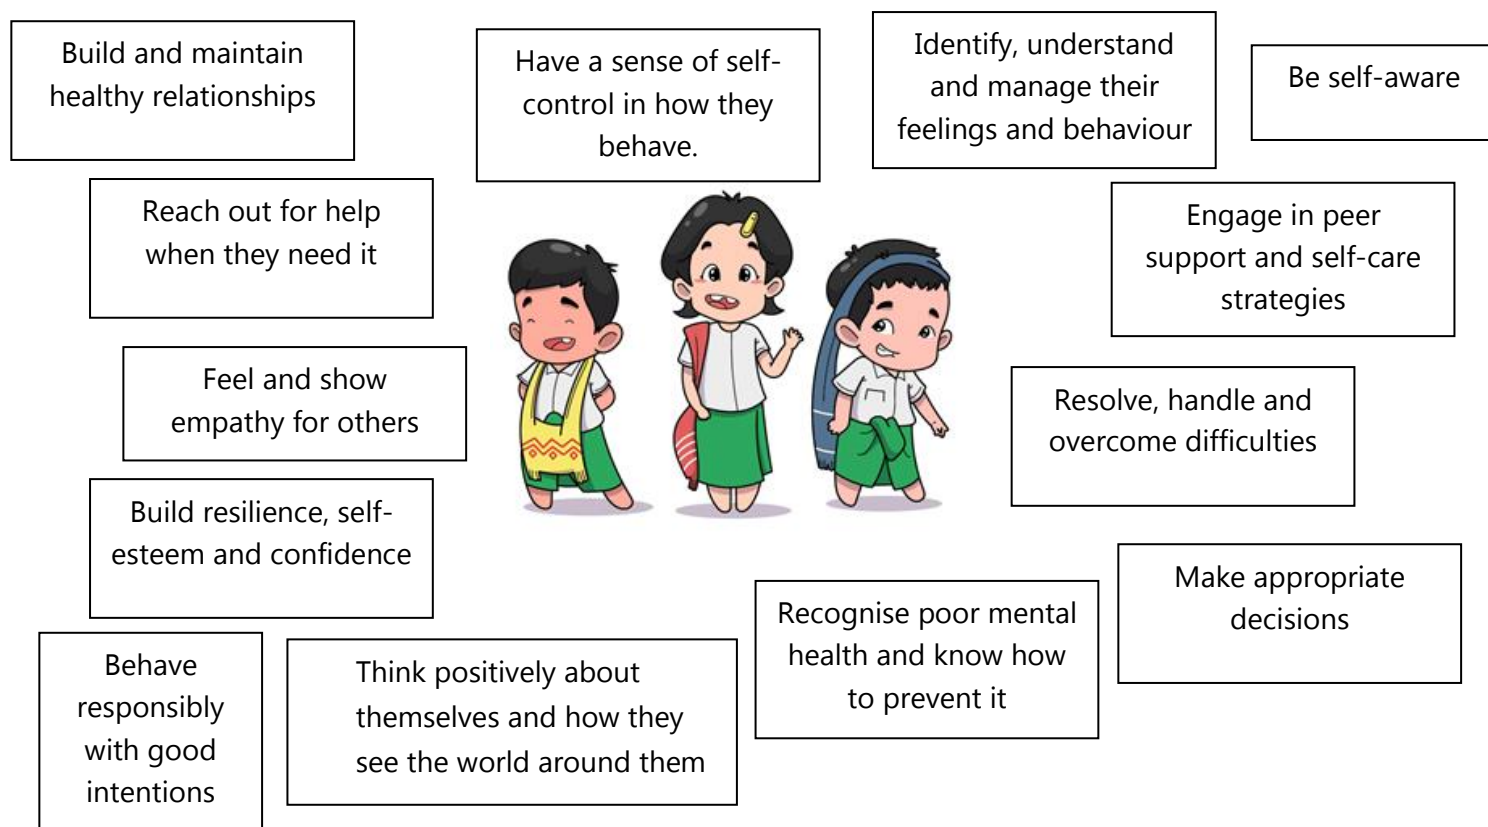 Build and maintain
healthy relationships
Have a sense of self-
control in how they
behave.
Identify, understand
and manage their
feelings and behaviour
Be self-aware
Reach out for help
when they need it
Engage in peer
support and self-care
strategies
Feel and show
empathy for others
Resolve, handle and
overcome difficulties
Build resilience, self-
esteem and confidence
Make appropriate
decisions
Recognise poor mental
health and know how
to prevent it
Behave
responsibly
with good
intentions
Think positively about
themselves and how they
see the world around them